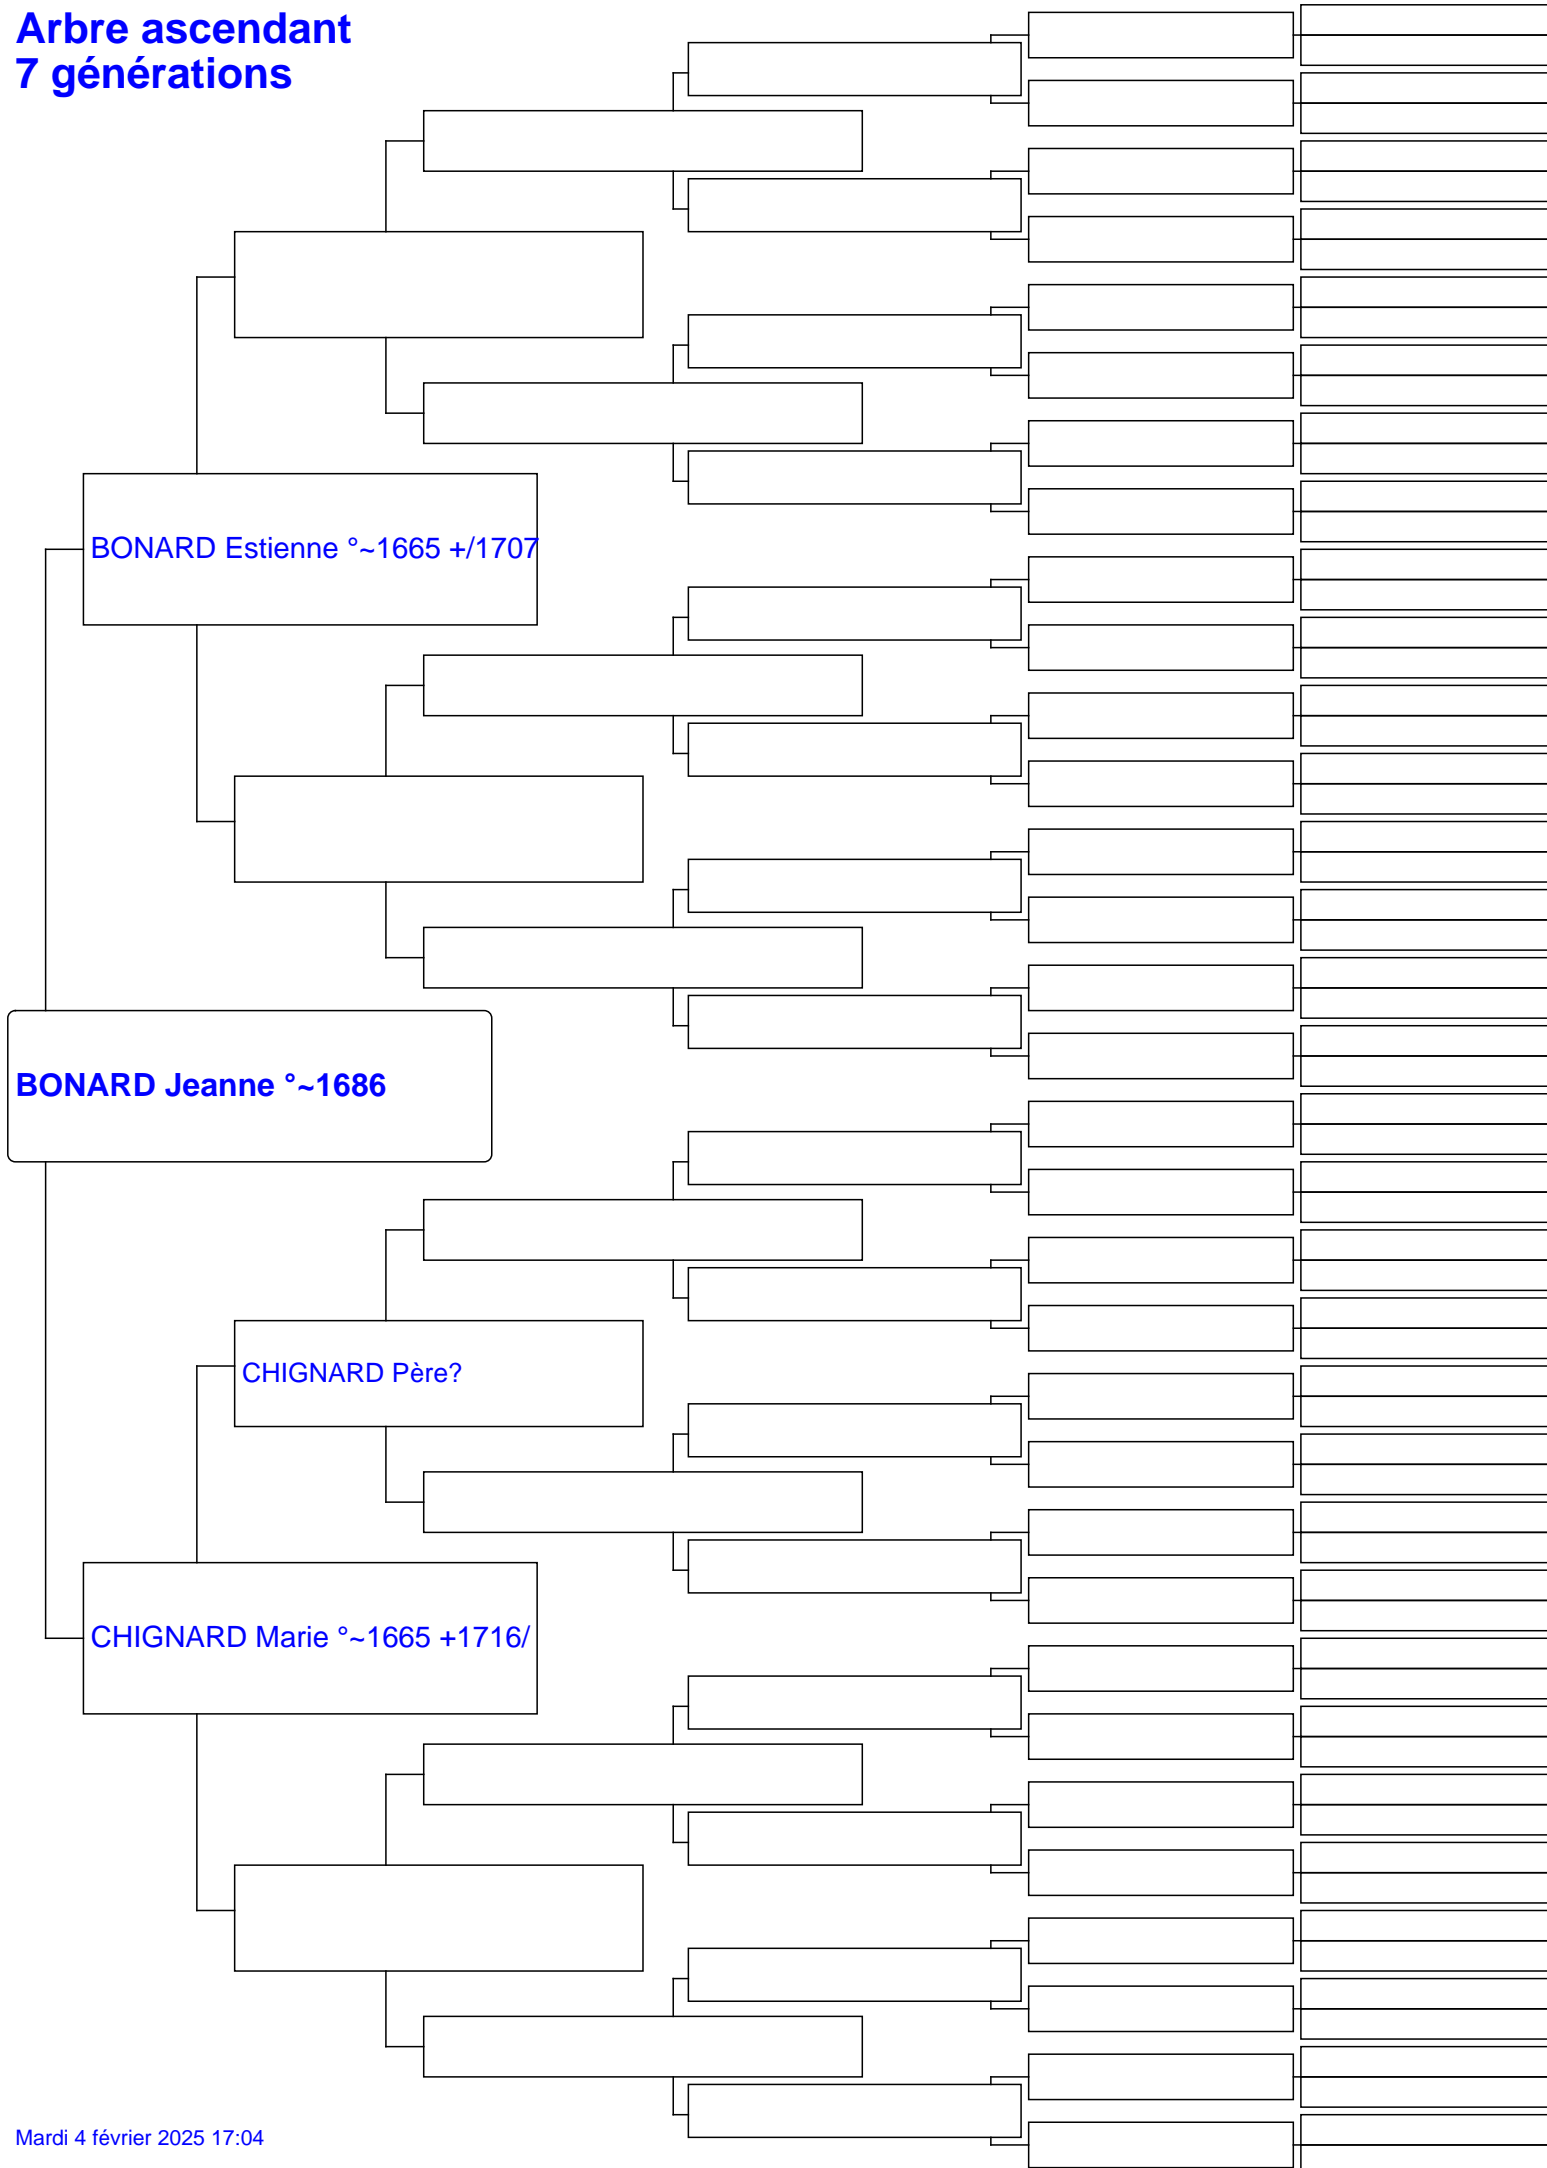 Arbre ascendant
7 générations
BONARD Estienne °~1665 +/1707
BONARD Jeanne °~1686
CHIGNARD Père?
CHIGNARD Marie °~1665 +1716/
Mardi 4 février 2025 17:04